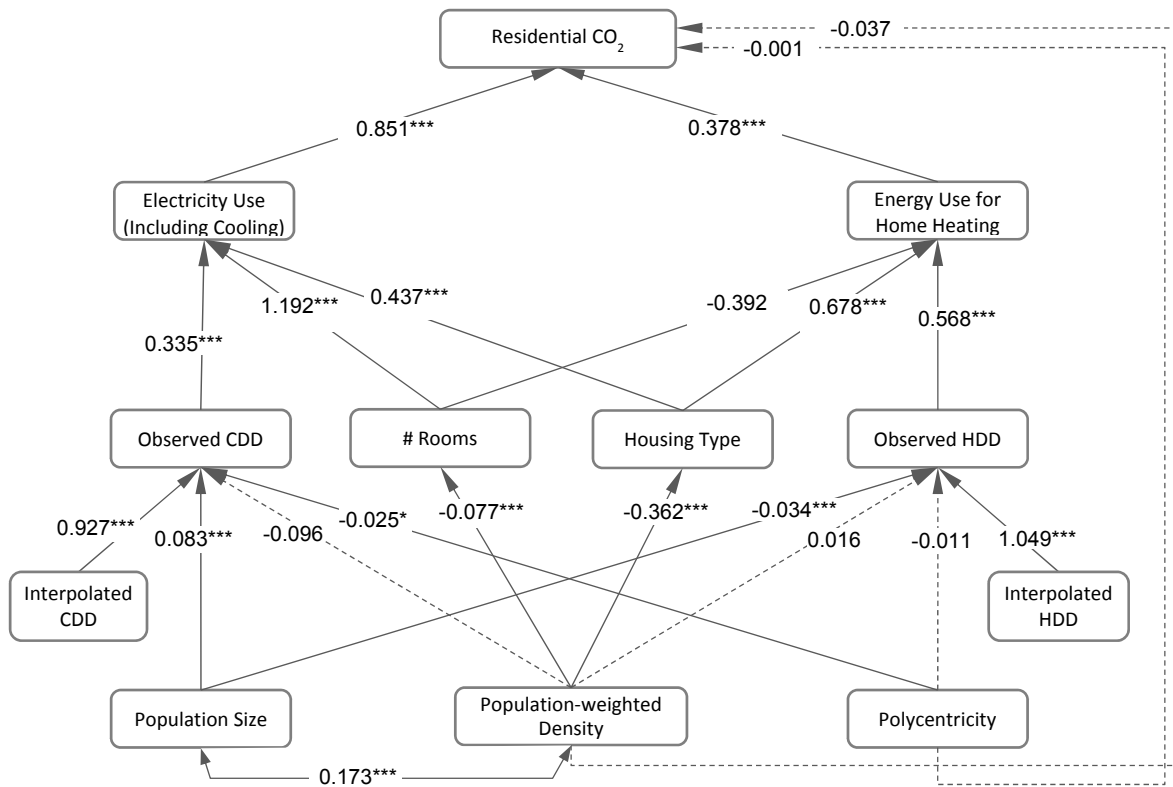 Residential CO2
-0.037
-0.001
0.851***
0.378***
Electricity Use
(Including Cooling)
Energy Use for
Home Heating
1.192***
0.437***
-0.392
0.678***
0.335***
0.568***
Observed CDD
# Rooms
Housing Type
Observed HDD
0.927***
0.083***
-0.096
-0.025*
-0.077***
-0.362***
-0.034***
0.016
-0.011
1.049***
Interpolated
CDD
Interpolated
HDD
Population Size
Population-weighted
Density
Polycentricity
0.173***